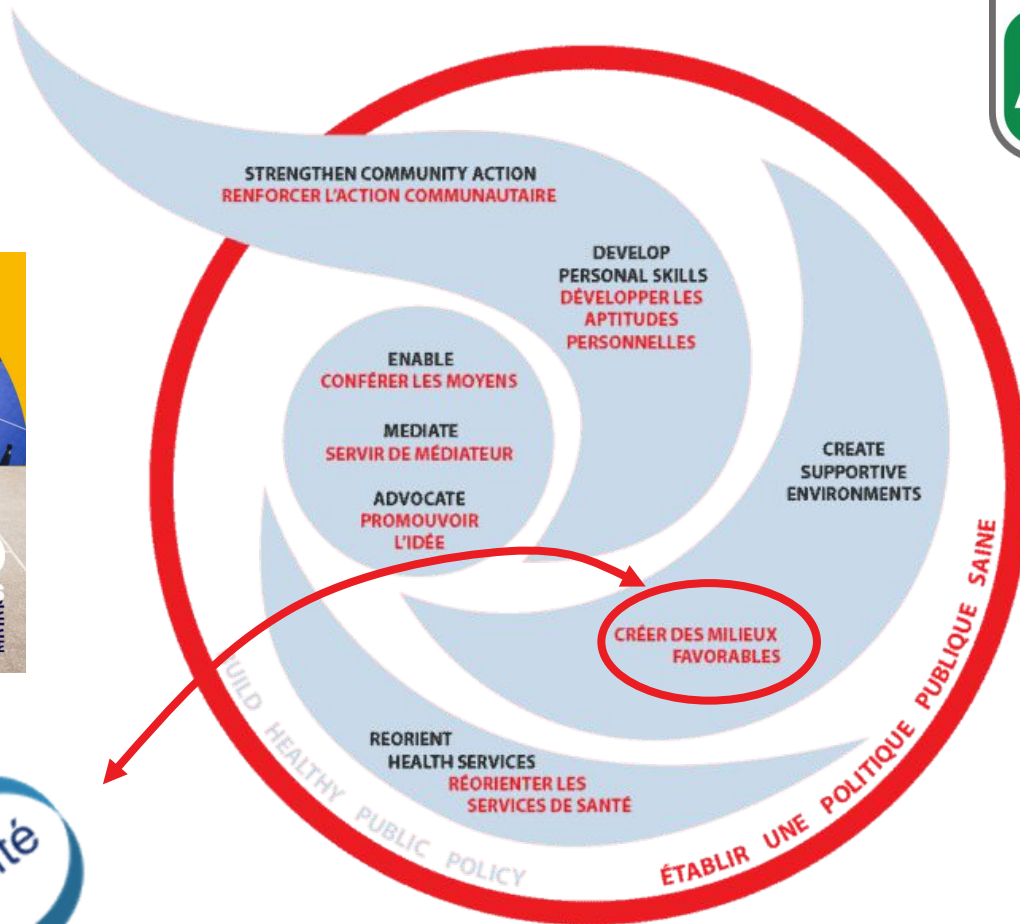 STRENGTHEN COMMUNITY ACTION
RENFORCER L'ACTION COMMUNAUTAIRE
DEVELOP
PERSONAL SKILLS
DÉVELOPPER LES
APTITUDES
PERSONNELLES
ENABLE
CONFÉRER LES MOYENS
MEDIATE
SERVIR DE MÉDIATEUR
ADVOCATE
PROMOUVOIR
L'IDÉE
CREATE
SUPPORTIVE
ENVIRONMENTS
CRÉER DES MILIEUX
FAVORABLES
REORIENT
HEALTH SERVICES
RÉORIENTER LES
SERVICES DE SANTÉ
UILD HEALTHY PUBLIC POLICY
ÉTABLIR UNE POLITIQUE PUBLIQUE SAINE
té